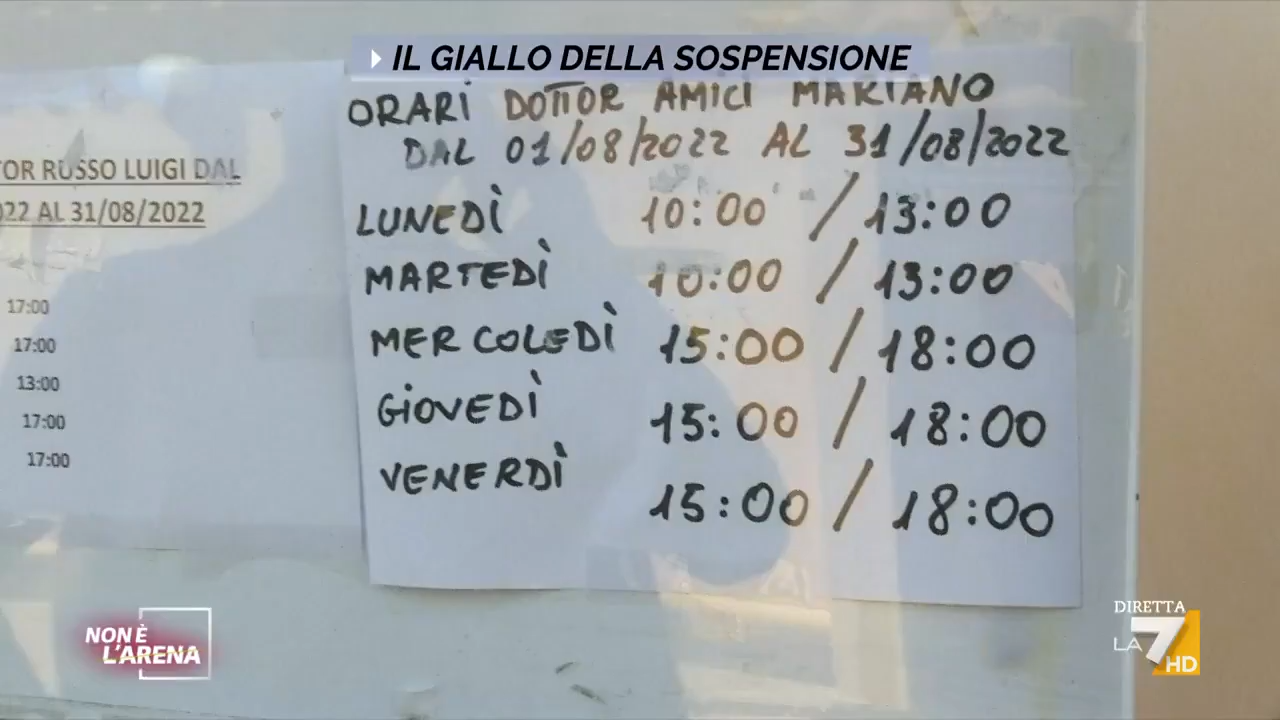 IL GIALLO DELLA SOSPENSIONE
ORARI DOTTOR AMICI MARIANO
DAL 01/08/2022 AL 31/08/2022
LUNEDÌ 10:00 / 13:00
MARTEDÌ 10:00 / 13:00
MERCOLEDÌ 15:00 / 18:00
GIOVEDÌ 15:00 / 18:00
VENERDÌ 15:00 / 18:00
RUSSO LUIGI DAL
AL 31/08/2022
17:00
17:00
13:00
17:00
17:00
NON È
L'ARENA
DIRETTA
LA7
HD